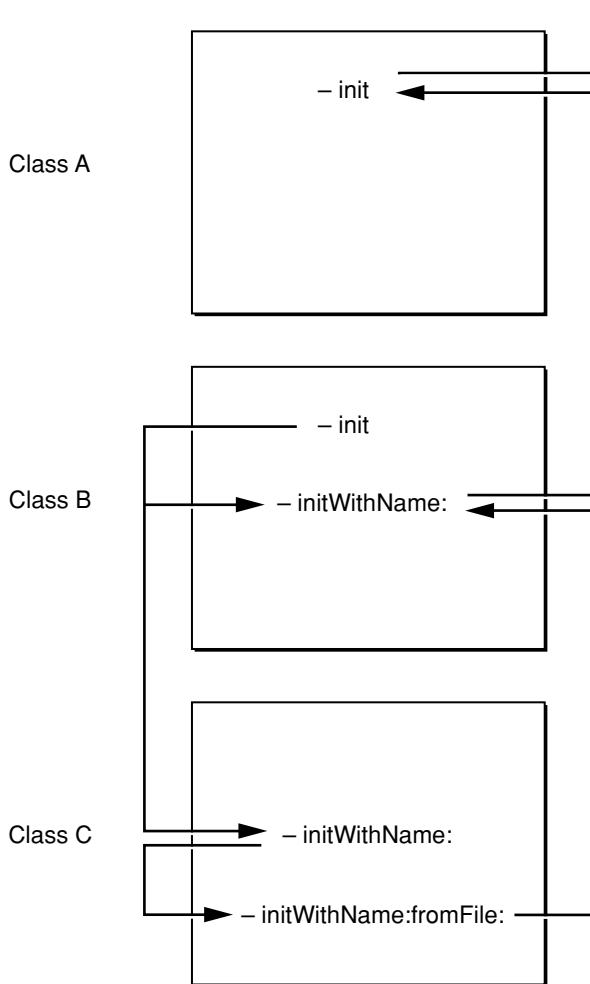 – init
Class A
– init
Class B
– initWithName:
Class C
– initWithName:
– initWithName:fromFile: